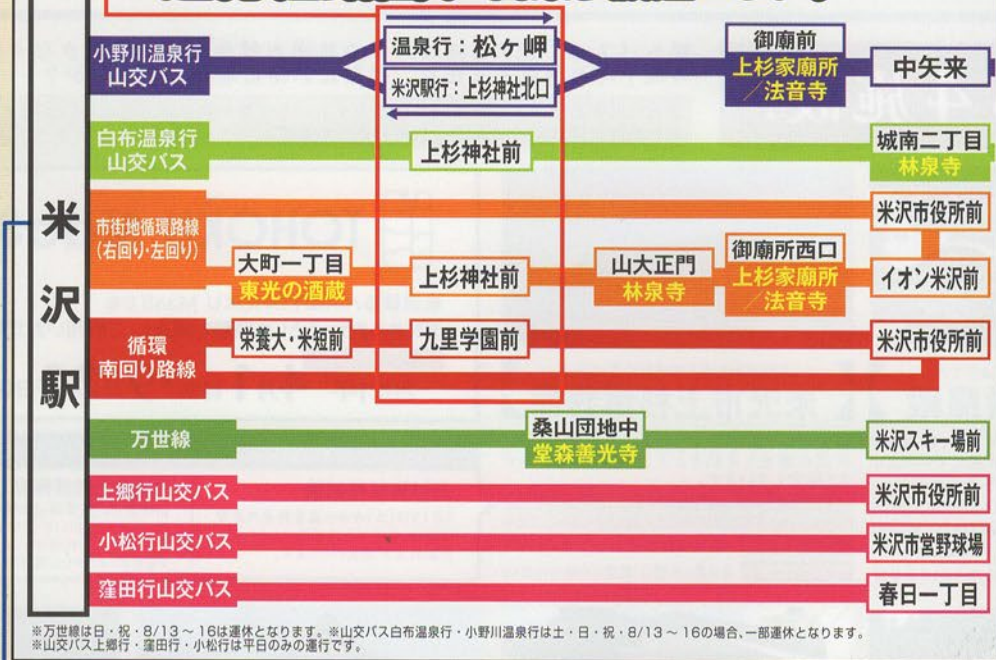 米沢駅
小野川温泉行
山交バス
温泉行：松ヶ岬
米沢駅行：上杉神社北口
御廟前
上杉家廟所
／法音寺
中矢来
白布温泉行
山交バス
上杉神社前
城南二丁目
林泉寺
市街地循環路線
(右回り・左回り)
米沢市役所前
大町一丁目
東光の酒蔵
上杉神社前
山大正門
林泉寺
御廟所西口
上杉家廟所
／法音寺
イオン米沢前
循環
南回り路線
栄養大・米短前
九里学園前
米沢市役所前
万世線
桑山団地中
堂森善光寺
米沢スキー場前
上郷行山交バス
米沢市役所前
小松行山交バス
米沢市営野球場
窪田行山交バス
春日一丁目
※万世線は日・祝・8/13～16は運休となります。※山交バス白布温泉行・小野川温泉行は土・日・祝・8/13～16の場合、一部運休となります。
※山交バス上郷行・窪田行・小松行は平日のみの運行です。